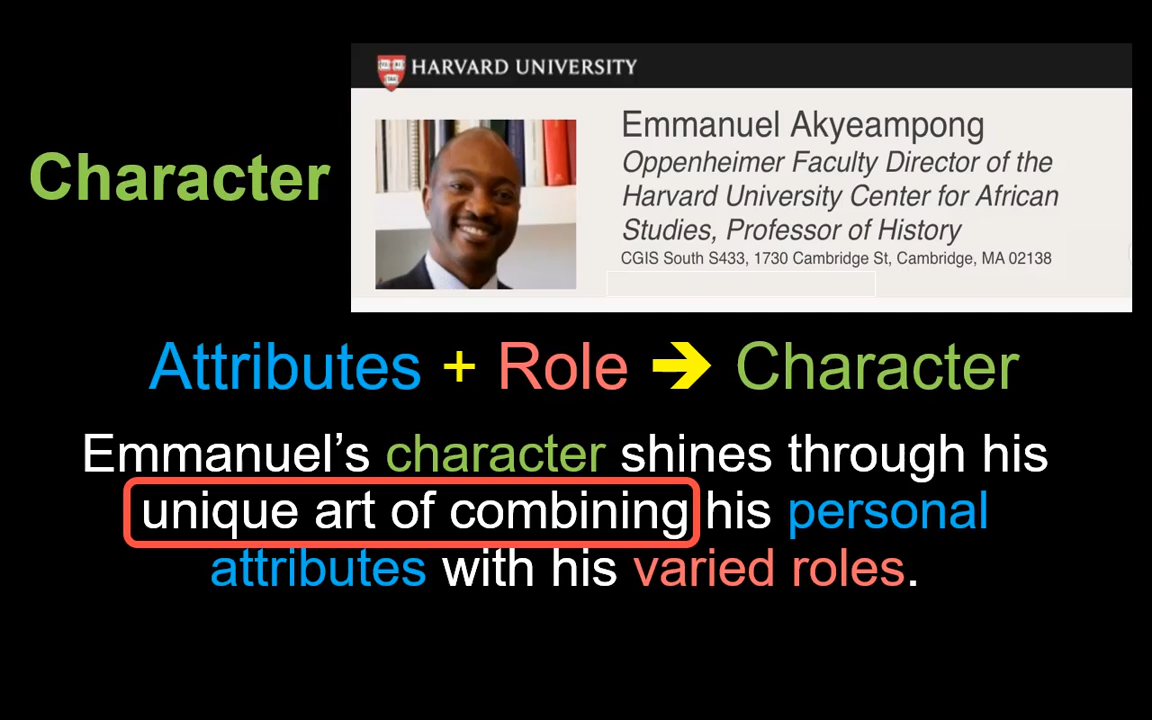 HARVARD UNIVERSITY
Character
Emmanuel Akyeampong
Oppenheimer Faculty Director of the
Harvard University Center for African
Studies, Professor of History
CGIS South S433, 1730 Cambridge St, Cambridge, MA 02138
Attributes + Role ➔ Character
Emmanuel’s character shines through his
unique art of combining his personal
attributes with his varied roles.